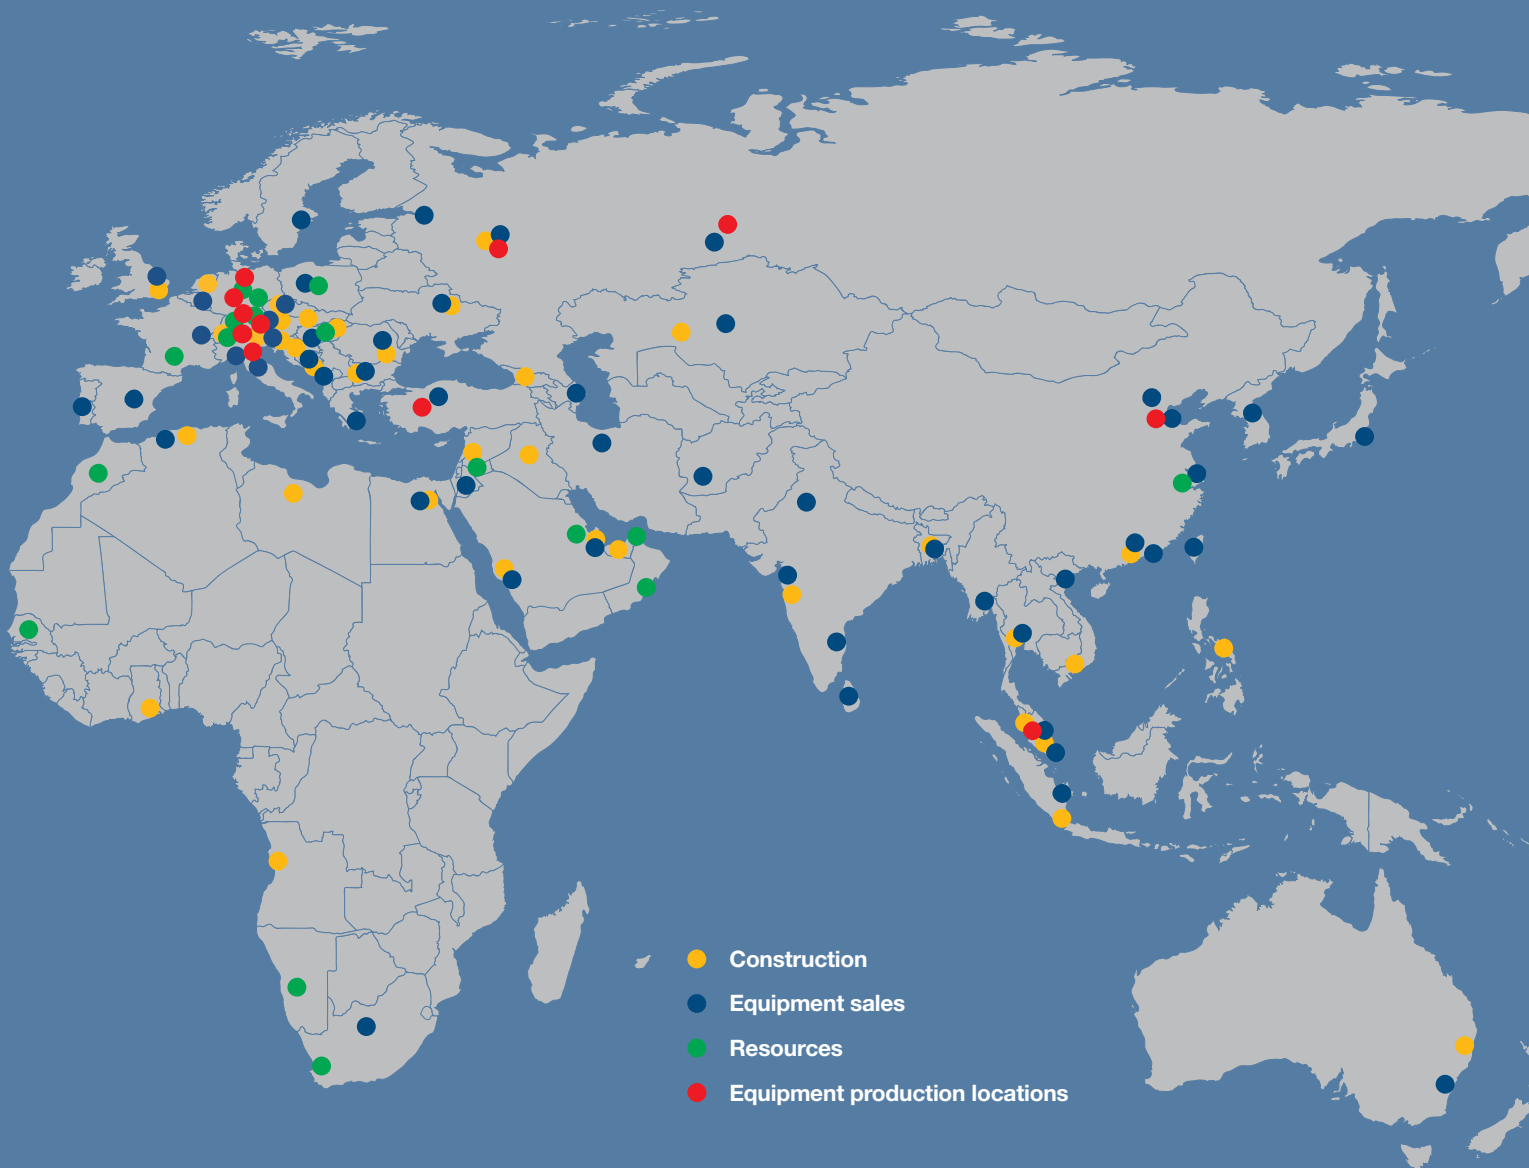 Construction
Equipment sales
Resources
Equipment production locations